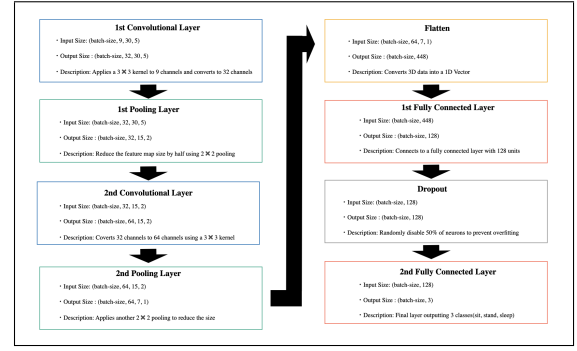 1st Convolutional Layer
・Input Size: (batch-size, 9, 30, 5)
・Output Size : (batch-size, 32, 30, 5)
・Description: Applies a 3 ⌘ 3 kernel to 9 channels and converts to 32 channels
1st Pooling Layer
・Input Size: (batch-size, 32, 30, 5)
・Output Size : (batch-size, 32, 15, 2)
・Description: Reduce the feature map size by half using 2 ⌘ 2 pooling
2nd Convolutional Layer
・Input Size: (batch-size, 32, 15, 2)
・Output Size : (batch-size, 64, 15, 2)
・Description: Coverts 32 channels to 64 channels using a 3 ⌘ 3 kernel
2nd Pooling Layer
・Input Size: (batch-size, 64, 15, 2)
・Output Size : (batch-size, 64, 7, 1)
・Description: Applies another 2 ⌘ 2 pooling to reduce the size
Flatten
・Input Size: (batch-size, 64, 7, 1)
・Output Size : (batch-size, 448)
・Description: Converts 3D data into a 1D Vector
1st Fully Connected Layer
・Input Size: (batch-size, 448)
・Output Size : (batch-size, 128)
・Description: Connects to a fully connected layer with 128 units
Dropout
・Input Size: (batch-size, 128)
・Output Size : (batch-size, 128)
・Description: Randomly disable 50% of neurons to prevent overfitting
2nd Fully Connected Layer
・Input Size: (batch-size, 128)
・Output Size : (batch-size, 3)
・Description: Final layer outputting 3 classes(sit, stand, sleep)